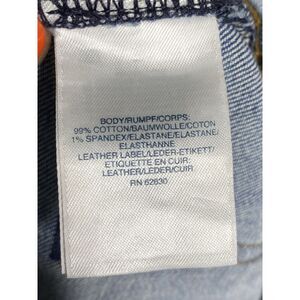 BODY/RUMPF/CORPS:
99% COTTON/BAUMWOLLE/COTON
1% SPANDEX/ELASTANE/ELASTANE/
ELASTHANNE
LEATHER LABEL/LEDER-ETIKETT/
ETIQUETTE EN CUIR:
LEATHER/LEDER/CUIR
RN 62830